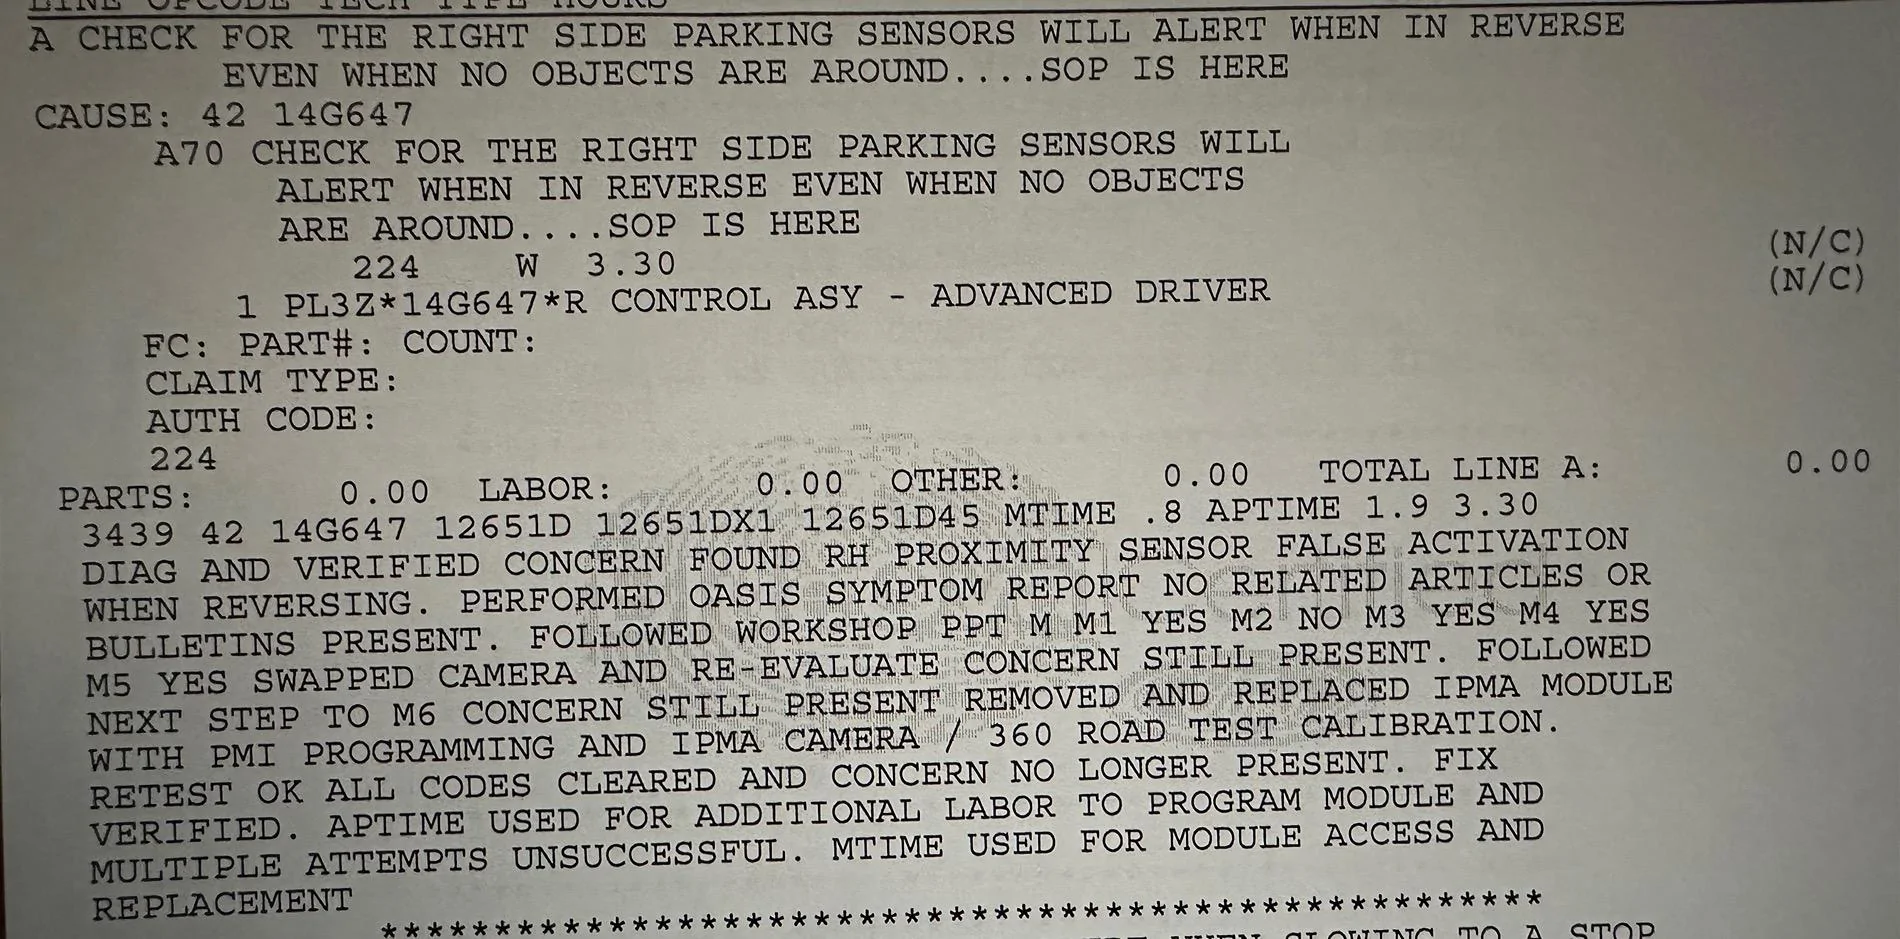 LINE OPCODE TECH TYPE HOURS
A CHECK FOR THE RIGHT SIDE PARKING SENSORS WILL ALERT WHEN IN REVERSE
EVEN WHEN NO OBJECTS ARE AROUND....SOP IS HERE
CAUSE: 42 14G647
A70 CHECK FOR THE RIGHT SIDE PARKING SENSORS WILL
ALERT WHEN IN REVERSE EVEN WHEN NO OBJECTS
ARE AROUND....SOP IS HERE
224 W 3.30 (N/C)
1 PL3Z*14G647*R CONTROL ASY - ADVANCED DRIVER (N/C)
FC: PART#: COUNT:
CLAIM TYPE:
AUTH CODE:
224
PARTS: 0.00 LABOR: 0.00 OTHER: 0.00 TOTAL LINE A: 0.00
3439 42 14G647 12651D 12651DX1 12651D45 MTIME .8 APTIME 1.9 3.30
DIAG AND VERIFIED CONCERN FOUND RH PROXIMITY SENSOR FALSE ACTIVATION
WHEN REVERSING. PERFORMED OASIS SYMPTOM REPORT NO RELATED ARTICLES OR
BULLETINS PRESENT. FOLLOWED WORKSHOP PPT M M1 YES M2 NO M3 YES M4 YES
M5 YES SWAPPED CAMERA AND RE-EVALUATE CONCERN STILL PRESENT. FOLLOWED
NEXT STEP TO M6 CONCERN STILL PRESENT REMOVED AND REPLACED IPMA MODULE
WITH PMI PROGRAMMING AND IPMA CAMERA / 360 ROAD TEST CALIBRATION.
RETEST OK ALL CODES CLEARED AND CONCERN NO LONGER PRESENT. FIX
VERIFIED. APTIME USED FOR ADDITIONAL LABOR TO PROGRAM MODULE AND
MULTIPLE ATTEMPTS UNSUCCESSFUL. MTIME USED FOR MODULE ACCESS AND
REPLACEMENT
****************************************************
WHEN SLOWING TO A STOP